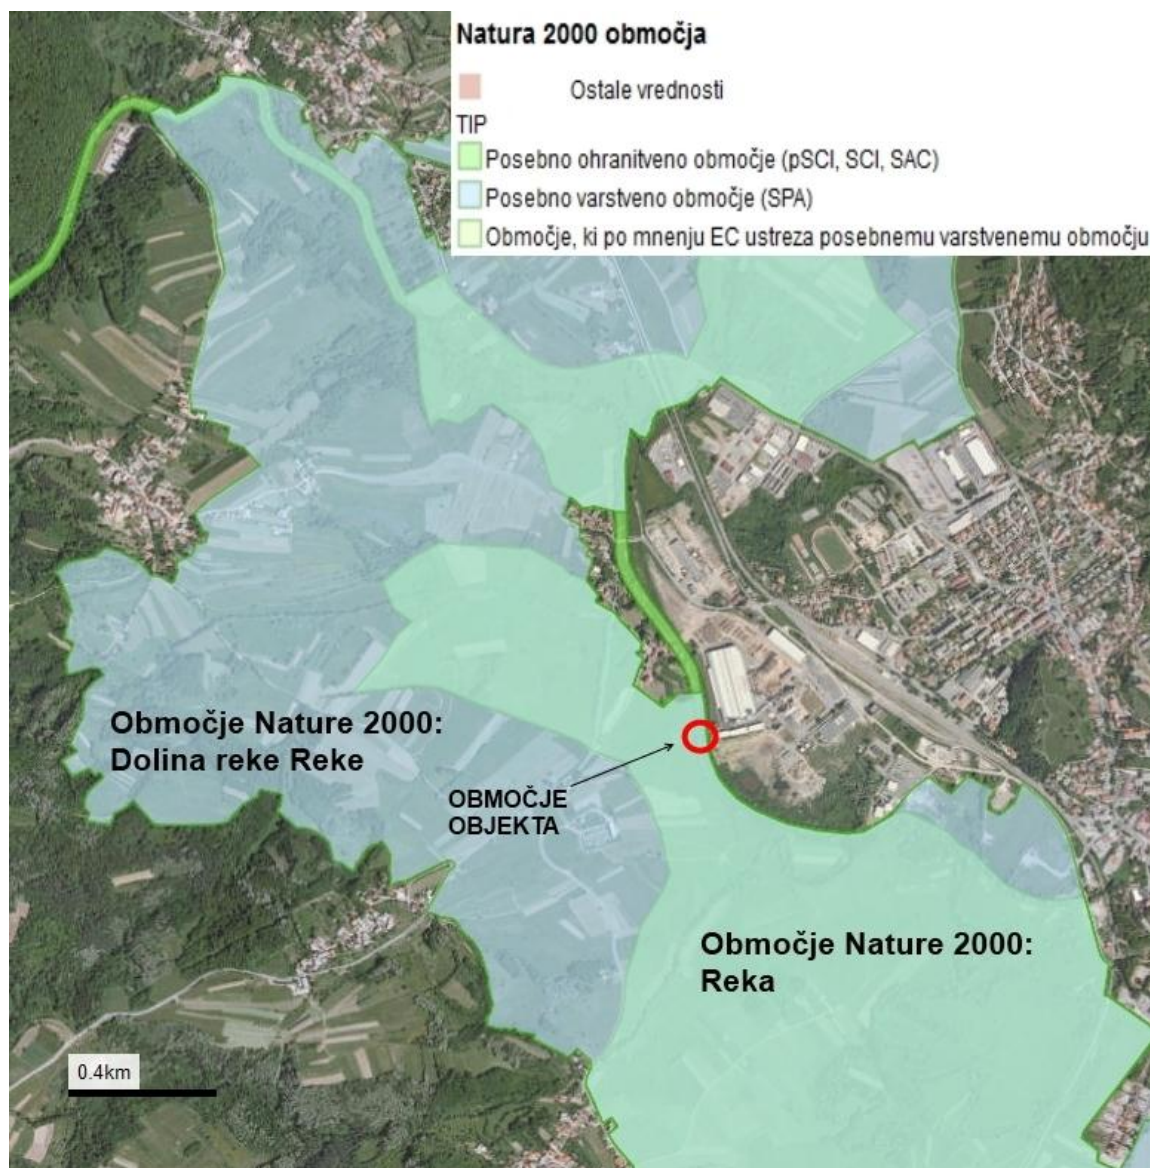 Natura 2000 območja
Ostale vrednosti
TIP
Posebno ohranitveno območje (pSCI, SCI, SAC)
Posebno varstveno območje (SPA)
Območje, ki po mnenju EC ustreza posebnemu varstvenemu območju
Območje Nature 2000:
Dolina reke Reke
OBMOČJE
OBJEKTA
Območje Nature 2000:
Reka
0.4km